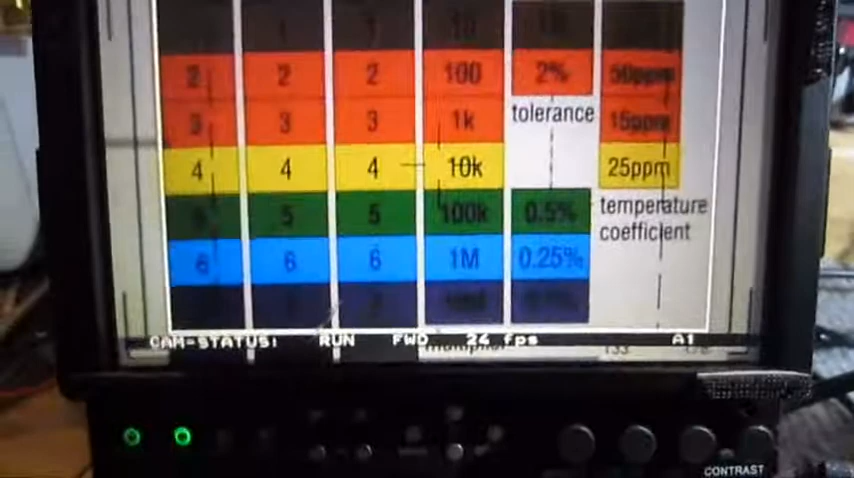 1 1 10
2 2 2 100 2% 50ppm
3 3 3 1k tolerance 15ppm
4 4 4 10k 25ppm
5 5 5 100k 0.5% temperature
coefficient
6 6 6 1M 0.25%
CAM-STATUS: RUN FWD 24 fps A1
CONTRAST